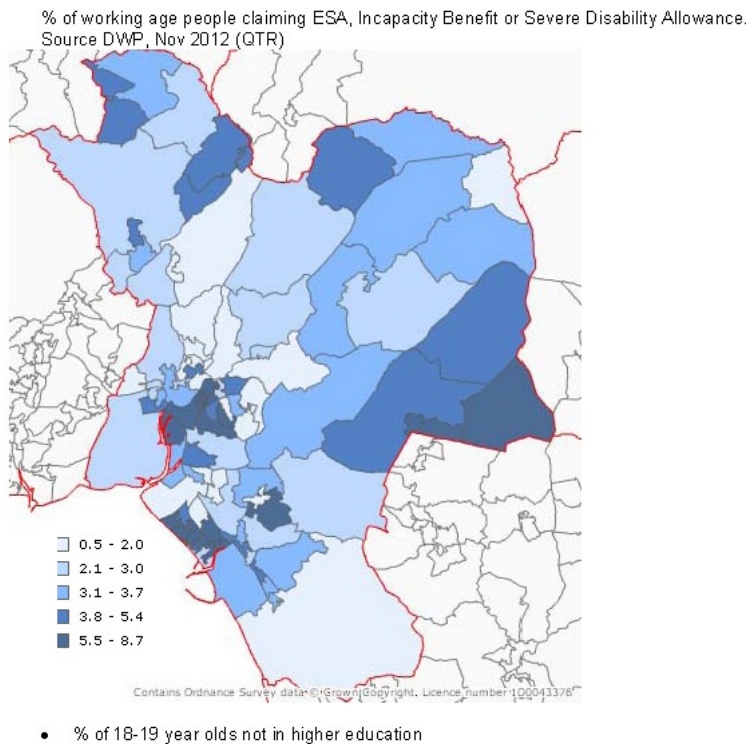 % of working age people claiming ESA, Incapacity Benefit or Severe Disability Allowance.
Source DWP, Nov 2012 (QTR)
0.5 - 2.0
2.1 - 3.0
3.1 - 3.7
3.8 - 5.4
5.5 - 8.7
Contains Ordnance Survey data © Crown Copyright. Licence number 100043376
• % of 18-19 year olds not in higher education